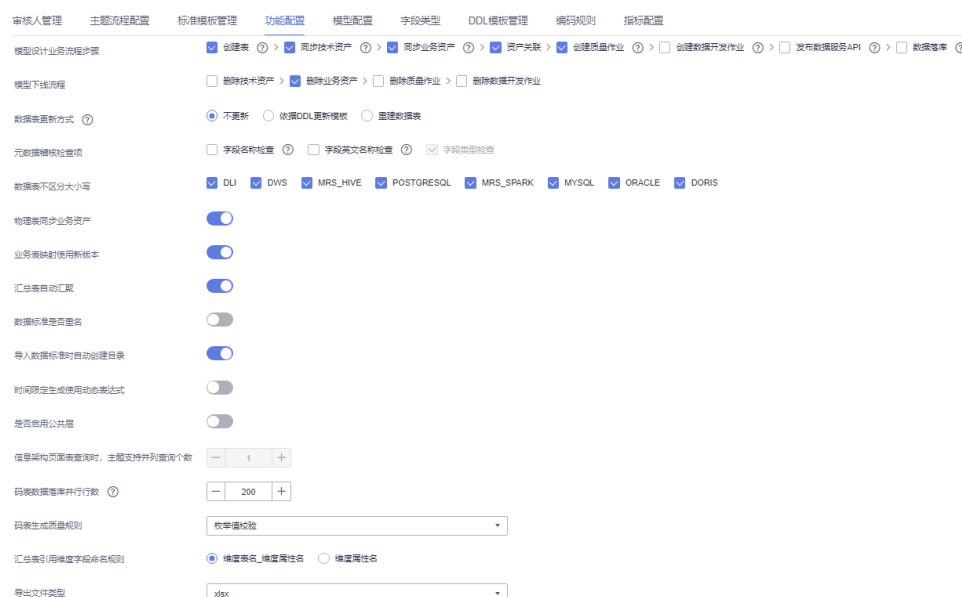 审核人管理 主题流程配置 标准模板管理 功能配置 模型配置 字段类型 DDL模板管理 编码规则 指标配置
模型设计业务流程步骤 创建表 ? > 同步技术资产 ? > 同步业务资产 ? > 资产关联 > 创建质量作业 ? > 创建数据开发作业 ? > 发布数据服务API ? > 数据落库 ?
模型下线流程 删除技术资产 > 删除业务资产 > 删除质量作业 > 删除数据开发作业
数据表更新方式 ? 不更新 依据DDL更新模板 重建数据表
元数据稽核检查项 字段名称检查 ? 字段英文名称检查 ? 字段类型检查
数据表不区分大小写 DLI DWS MRS_HIVE POSTGRESQL MRS_SPARK MYSQL ORACLE DORIS
物理表同步业务资产
业务表映射使用新版本
汇总表自动汇聚
数据标准是否重名
导入数据标准时自动创建目录
时间限定生成使用动态表达式
是否启用公共层
信息架构页面表查询时，主题支持并列查询个数 − 1 +
码表数据落库并行行数 ? − 200 +
码表生成质量规则 枚举值校验
汇总表引用维度字段命名规则 维度表名_维度属性名 维度属性名
导出文件类型 xlsx